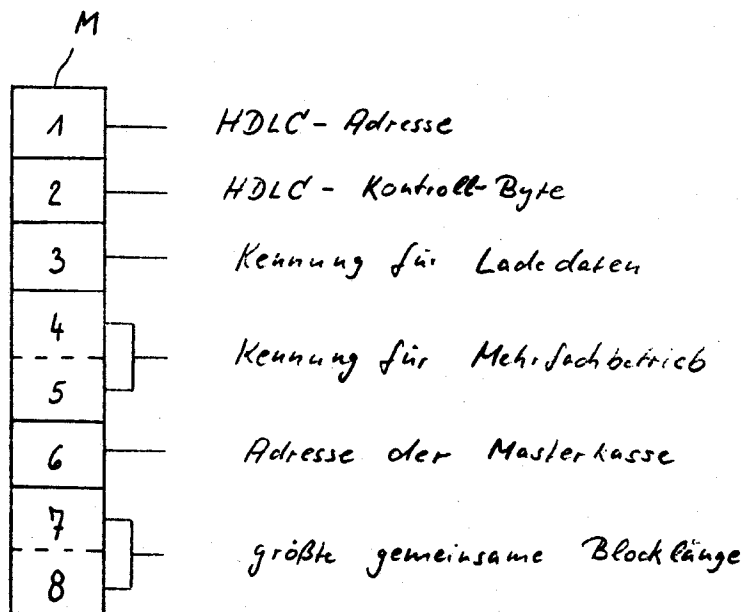 M
1 HDLC-Adresse
2 HDLC-Kontroll-Byte
3 Kennung für Ladedaten
4
Kennung für Mehrfachbetrieb
5
6 Adresse der Masterkasse
7
größte gemeinsame Blocklänge
8